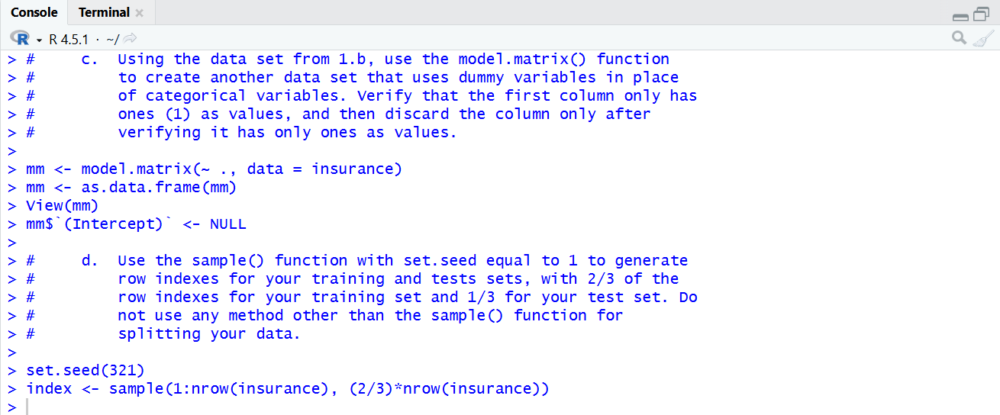 Console Terminal
R 4.5.1 · ~/
> #     c.  Using the data set from 1.b, use the model.matrix() function
> #         to create another data set that uses dummy variables in place
> #         of categorical variables. Verify that the first column only has
> #         ones (1) as values, and then discard the column only after
> #         verifying it has only ones as values.
>
> mm <- model.matrix(~ ., data = insurance)
> mm <- as.data.frame(mm)
> View(mm)
> mm$`(Intercept)` <- NULL
>
> #     d.  Use the sample() function with set.seed equal to 1 to generate
> #         row indexes for your training and tests sets, with 2/3 of the
> #         row indexes for your training set and 1/3 for your test set. Do
> #         not use any method other than the sample() function for
> #         splitting your data.
>
> set.seed(321)
> index <- sample(1:nrow(insurance), (2/3)*nrow(insurance))
>